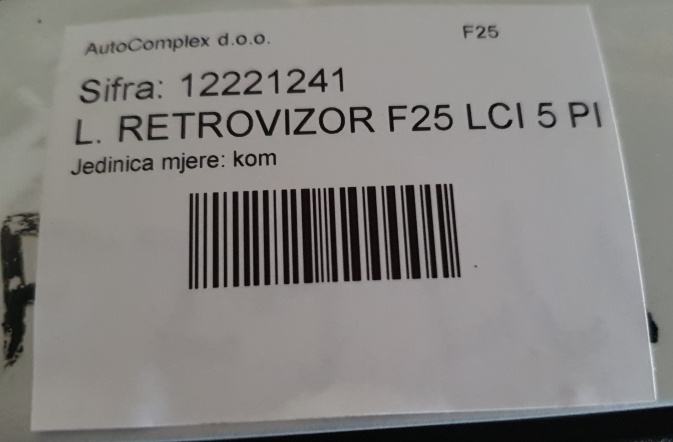 AutoComplex d.o.o. F25
Sifra: 12221241
L. RETROVIZOR F25 LCI 5 PI
Jedinica mjere: kom